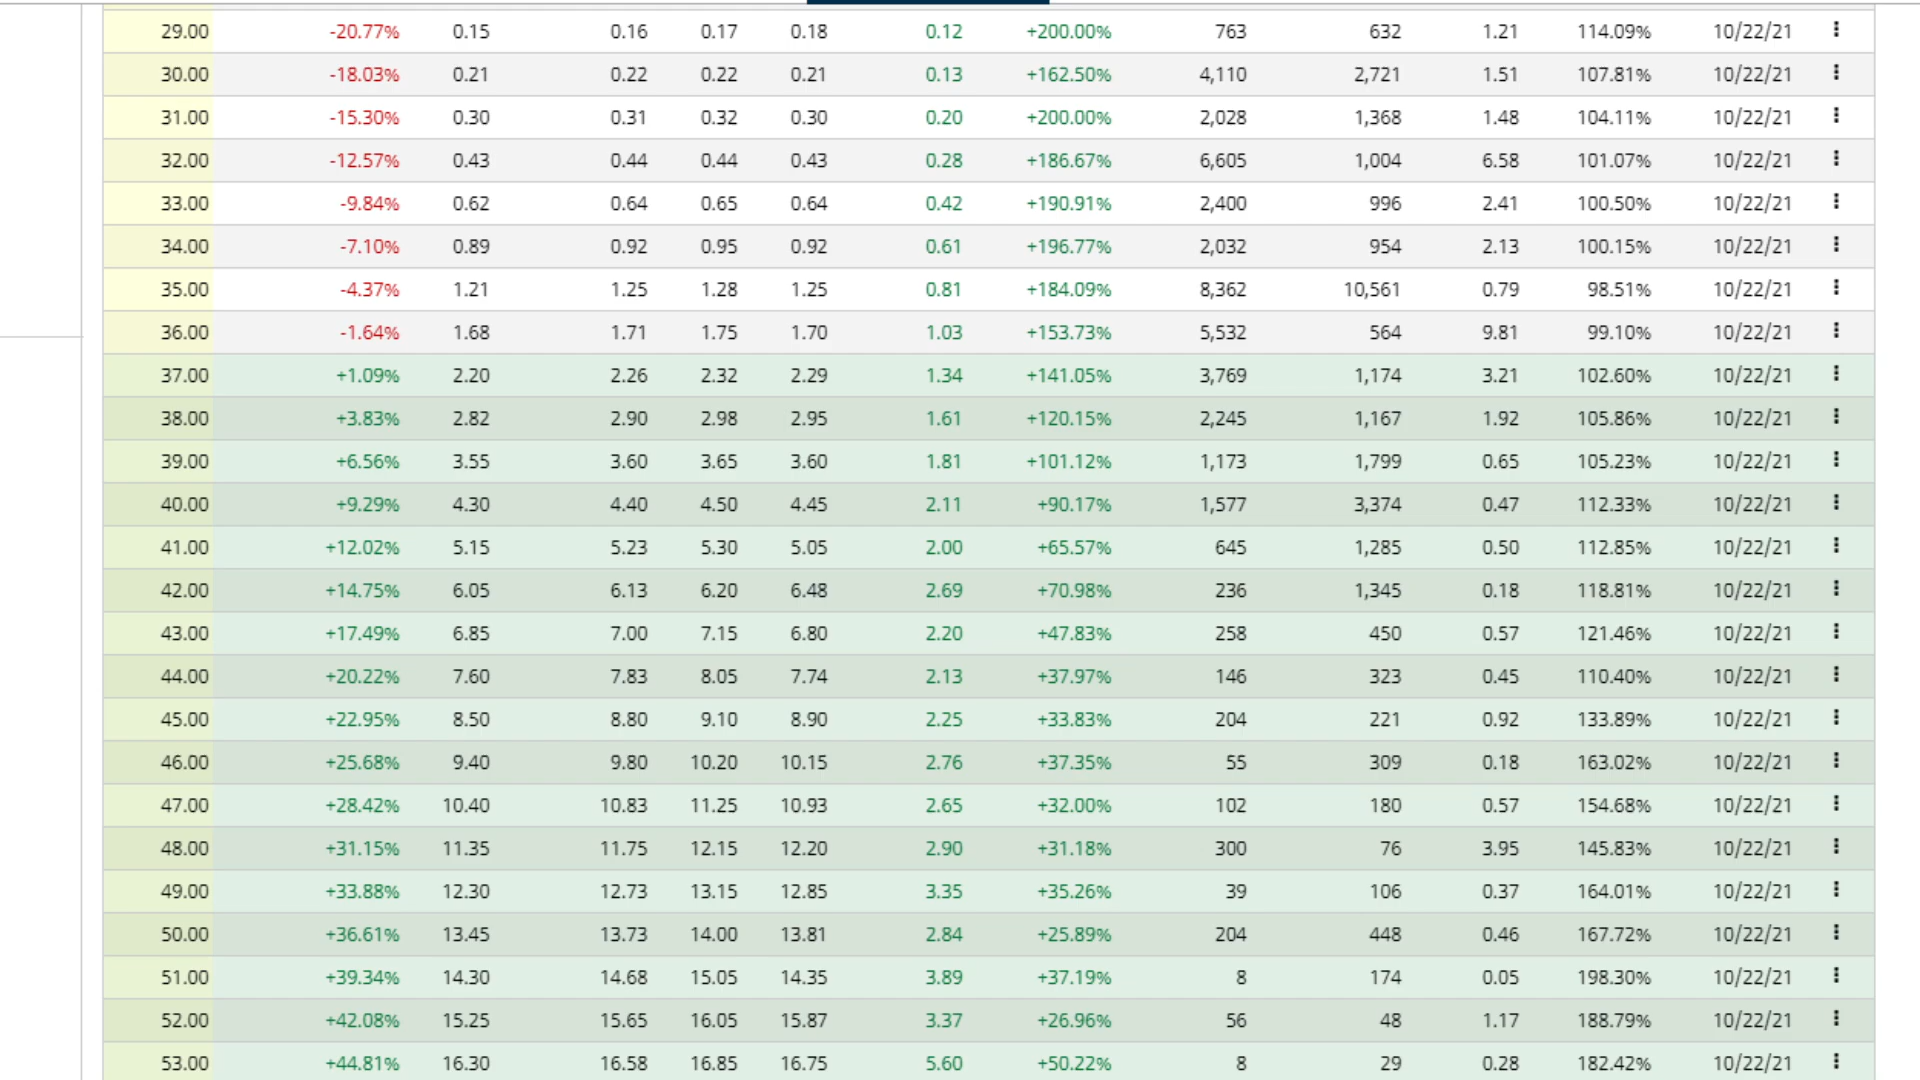 29.00 -20.77% 0.15 0.16 0.17 0.18 0.12 +200.00% 763 632 1.21 114.09% 10/22/21
30.00 -18.03% 0.21 0.22 0.22 0.21 0.13 +162.50% 4,110 2,721 1.51 107.81% 10/22/21
31.00 -15.30% 0.30 0.31 0.32 0.30 0.20 +200.00% 2,028 1,368 1.48 104.11% 10/22/21
32.00 -12.57% 0.43 0.44 0.44 0.43 0.28 +186.67% 6,605 1,004 6.58 101.07% 10/22/21
33.00 -9.84% 0.62 0.64 0.65 0.64 0.42 +190.91% 2,400 996 2.41 100.50% 10/22/21
34.00 -7.10% 0.89 0.92 0.95 0.92 0.61 +196.77% 2,032 954 2.13 100.15% 10/22/21
35.00 -4.37% 1.21 1.25 1.28 1.25 0.81 +184.09% 8,362 10,561 0.79 98.51% 10/22/21
36.00 -1.64% 1.68 1.71 1.75 1.70 1.03 +153.73% 5,532 564 9.81 99.10% 10/22/21
37.00 +1.09% 2.20 2.26 2.32 2.29 1.34 +141.05% 3,769 1,174 3.21 102.60% 10/22/21
38.00 +3.83% 2.82 2.90 2.98 2.95 1.61 +120.15% 2,245 1,167 1.92 105.86% 10/22/21
39.00 +6.56% 3.55 3.60 3.65 3.60 1.81 +101.12% 1,173 1,799 0.65 105.23% 10/22/21
40.00 +9.29% 4.30 4.40 4.50 4.45 2.11 +90.17% 1,577 3,374 0.47 112.33% 10/22/21
41.00 +12.02% 5.15 5.23 5.30 5.05 2.00 +65.57% 645 1,285 0.50 112.85% 10/22/21
42.00 +14.75% 6.05 6.13 6.20 6.48 2.69 +70.98% 236 1,345 0.18 118.81% 10/22/21
43.00 +17.49% 6.85 7.00 7.15 6.80 2.20 +47.83% 258 450 0.57 121.46% 10/22/21
44.00 +20.22% 7.60 7.83 8.05 7.74 2.13 +37.97% 146 323 0.45 110.40% 10/22/21
45.00 +22.95% 8.50 8.80 9.10 8.90 2.25 +33.83% 204 221 0.92 133.89% 10/22/21
46.00 +25.68% 9.40 9.80 10.20 10.15 2.76 +37.35% 55 309 0.18 163.02% 10/22/21
47.00 +28.42% 10.40 10.83 11.25 10.93 2.65 +32.00% 102 180 0.57 154.68% 10/22/21
48.00 +31.15% 11.35 11.75 12.15 12.20 2.90 +31.18% 300 76 3.95 145.83% 10/22/21
49.00 +33.88% 12.30 12.73 13.15 12.85 3.35 +35.26% 39 106 0.37 164.01% 10/22/21
50.00 +36.61% 13.45 13.73 14.00 13.81 2.84 +25.89% 204 448 0.46 167.72% 10/22/21
51.00 +39.34% 14.30 14.68 15.05 14.35 3.89 +37.19% 8 174 0.05 198.30% 10/22/21
52.00 +42.08% 15.25 15.65 16.05 15.87 3.37 +26.96% 56 48 1.17 188.79% 10/22/21
53.00 +44.81% 16.30 16.58 16.85 16.75 5.60 +50.22% 8 29 0.28 182.42% 10/22/21